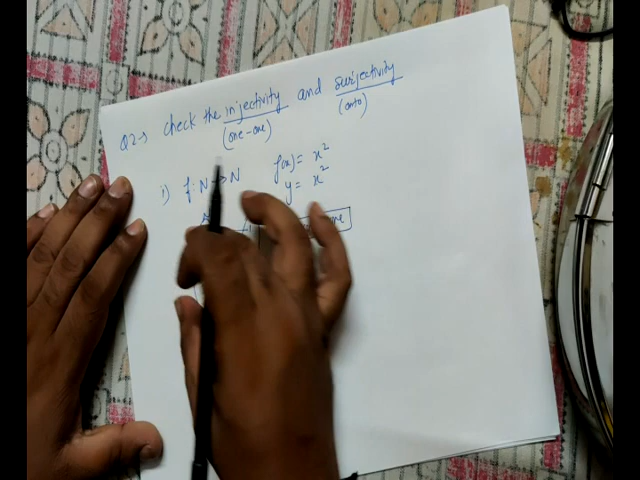 Q2→ Check the injectivity and surjectivity
(one-one) (onto)
i) f: N → N f(x) = x²
y = x²